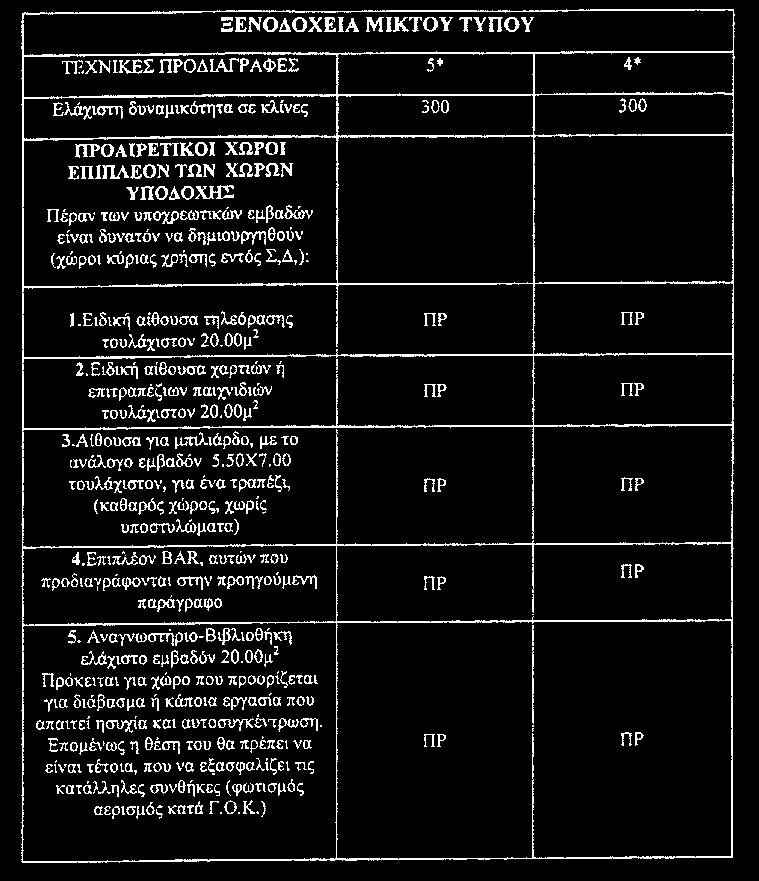 ΞΕΝΟΔΟΧΕΙΑ ΜΙΚΤΟΥ ΤΥΠΟΥ
ΤΕΧΝΙΚΕΣ ΠΡΟΔΙΑΓΡΑΦΕΣ 5* 4*
Ελάχιστη δυναμικότητα σε κλίνες 300 300
ΠΡΟΑΙΡΕΤΙΚΟΙ ΧΩΡΟΙ
ΕΠΙΠΛΕΟΝ ΤΩΝ ΧΩΡΩΝ
ΥΠΟΔΟΧΗΣ
Πέραν των υποχρεωτικών εμβαδών
είναι δυνατόν να δημιουργηθούν
(χώροι κύριας χρήσης εντός Σ,Δ,):
1.Ειδική αίθουσα τηλεόρασης
τουλάχιστον 20.00μ² ΠΡ ΠΡ
2.Ειδική αίθουσα χαρτιών ή
επιτραπέζιων παιχνιδιών
τουλάχιστον 20.00μ² ΠΡ ΠΡ
3.Αίθουσα για μπιλιάρδο, με το
ανάλογο εμβαδόν 5.50Χ7.00
τουλάχιστον, για ένα τραπέζι, ΠΡ ΠΡ
(καθαρός χώρος, χωρίς
υποστυλώματα)
4.Επιπλέον BAR, αυτών που
προδιαγράφονται στην προηγούμενη ΠΡ ΠΡ
παράγραφο
5. Αναγνωστήριο-Βιβλιοθήκη
ελάχιστο εμβαδόν 20.00μ²
Πρόκειται για χώρο που προορίζεται
για διάβασμα ή κάποια εργασία που
απαιτεί ησυχία και αυτοσυγκέντρωση.
Επομένως η θέση του θα πρέπει να ΠΡ ΠΡ
είναι τέτοια, που να εξασφαλίζει τις
κατάλληλες συνθήκες (φωτισμός
αερισμός κατά Γ.Ο.Κ.)